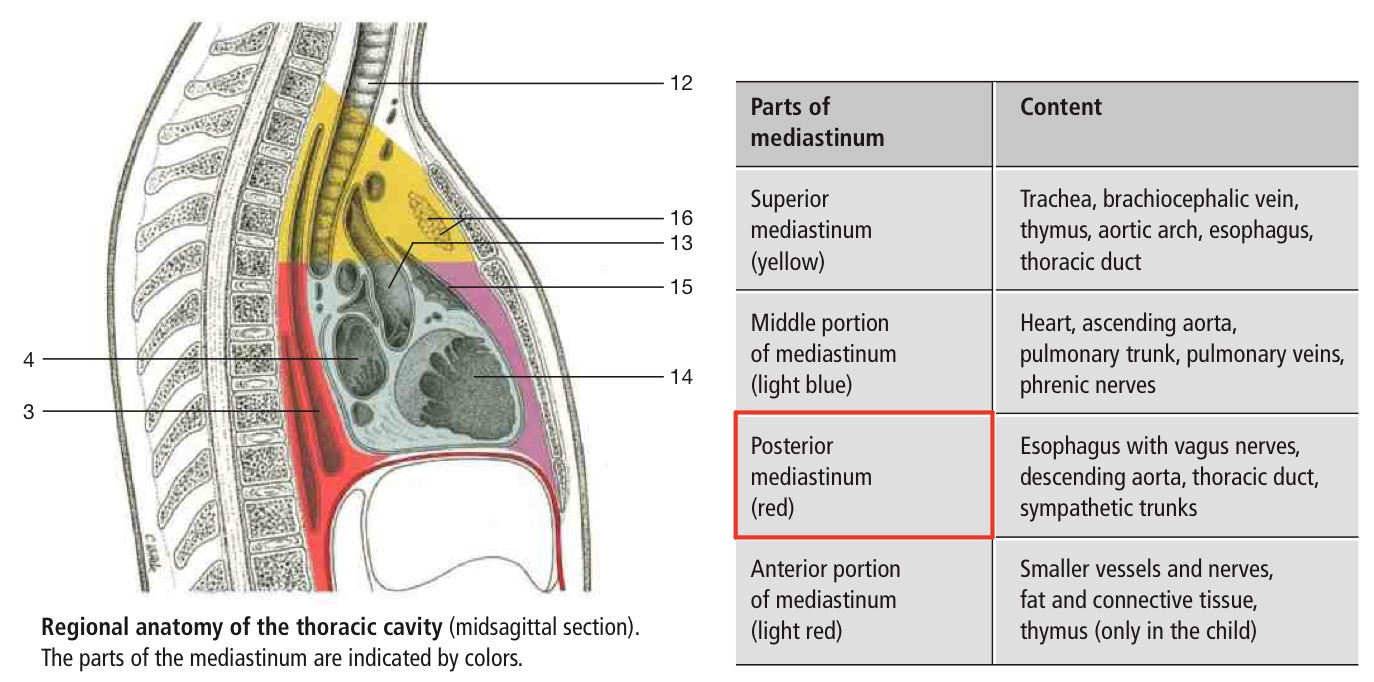 12
16
13
15
4
14
3
Regional anatomy of the thoracic cavity (midsagittal section).
The parts of the mediastinum are indicated by colors.
Parts of
mediastinum
Content
Superior
mediastinum
(yellow)
Trachea, brachiocephalic vein,
thymus, aortic arch, esophagus,
thoracic duct
Middle portion
of mediastinum
(light blue)
Heart, ascending aorta,
pulmonary trunk, pulmonary veins,
phrenic nerves
Posterior
mediastinum
(red)
Esophagus with vagus nerves,
descending aorta, thoracic duct,
sympathetic trunks
Anterior portion
of mediastinum
(light red)
Smaller vessels and nerves,
fat and connective tissue,
thymus (only in the child)